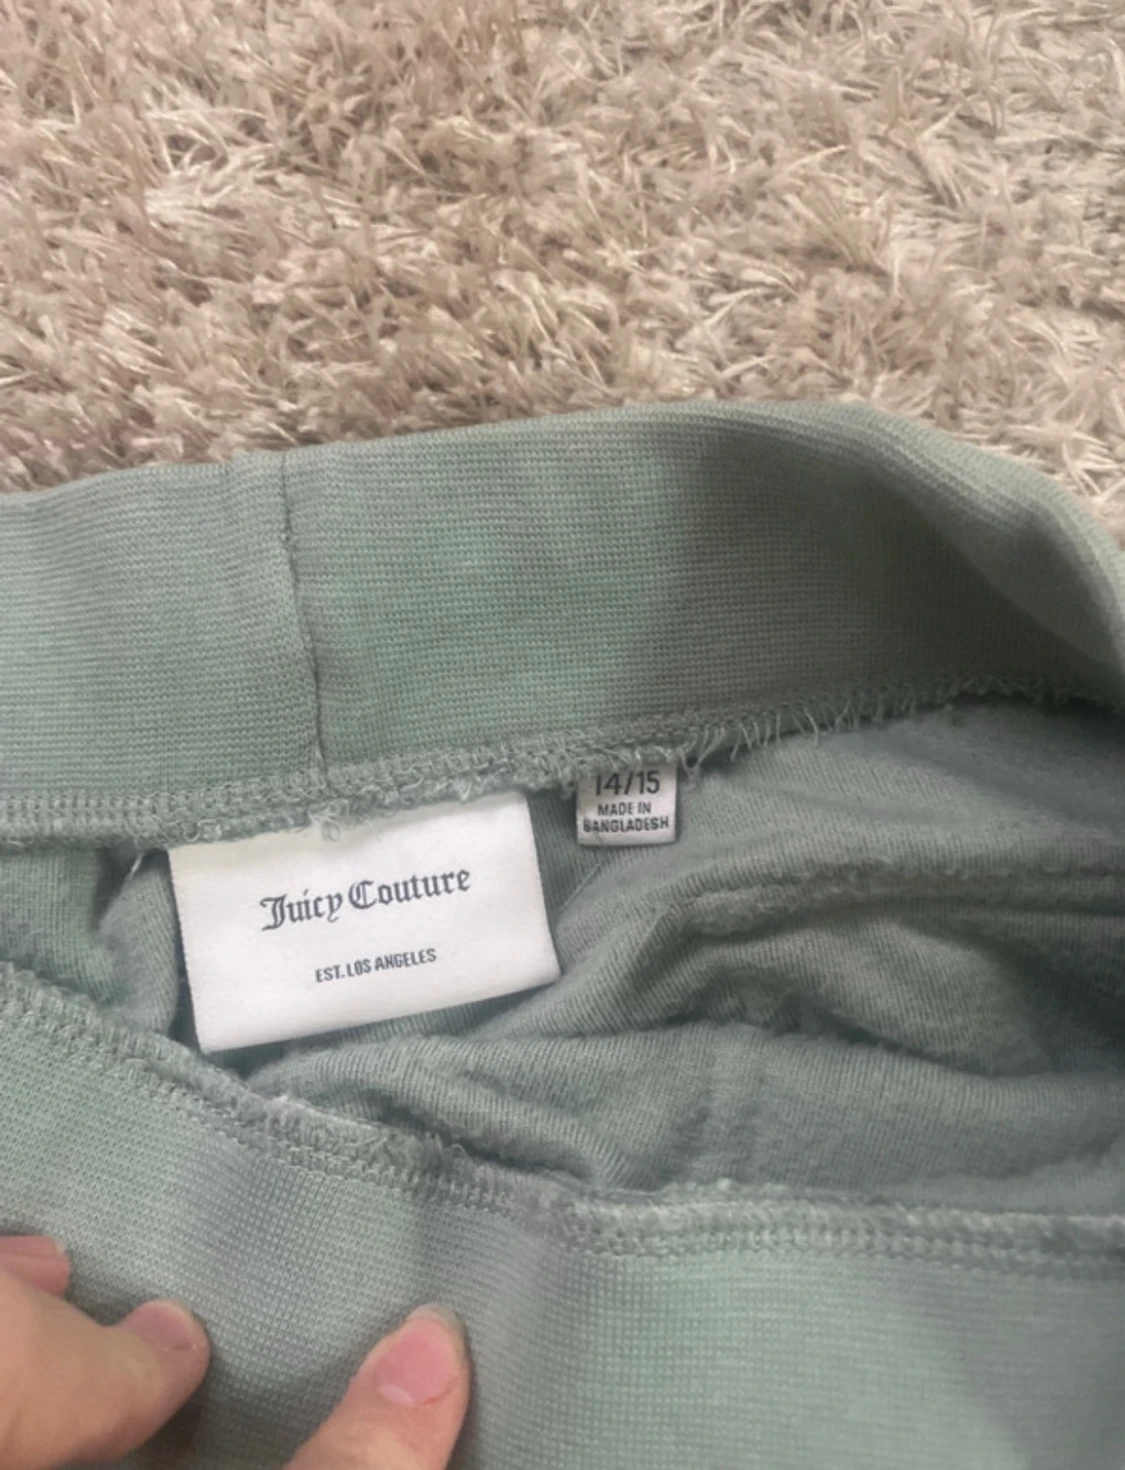 14/15
MADE IN
BANGLADESH
Juicy Couture
EST. LOS ANGELES